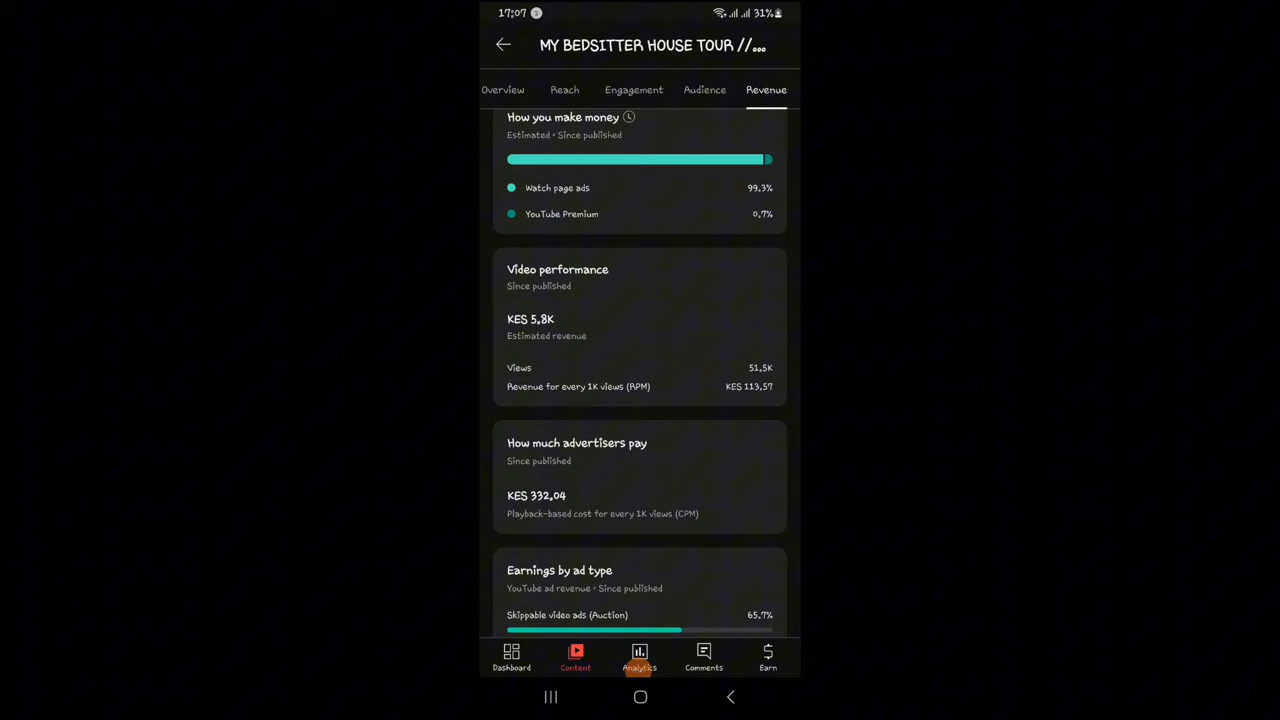 17:07 2 31%
MY BEDSITTER HOUSE TOUR //...
Overview Reach Engagement Audience Revenue
How you make money
Estimated • Since published
Watch page ads 99.3%
YouTube Premium 0.7%
Video performance
Since published
KES 5.8K
Estimated revenue
Views 51.5K
Revenue for every 1K views (RPM) KES 113.57
How much advertisers pay
Since published
KES 332.04
Playback-based cost for every 1K views (CPM)
Earnings by ad type
YouTube ad revenue • Since published
Skippable video ads (Auction) 65.7%
Dashboard Content Analytics Comments Earn